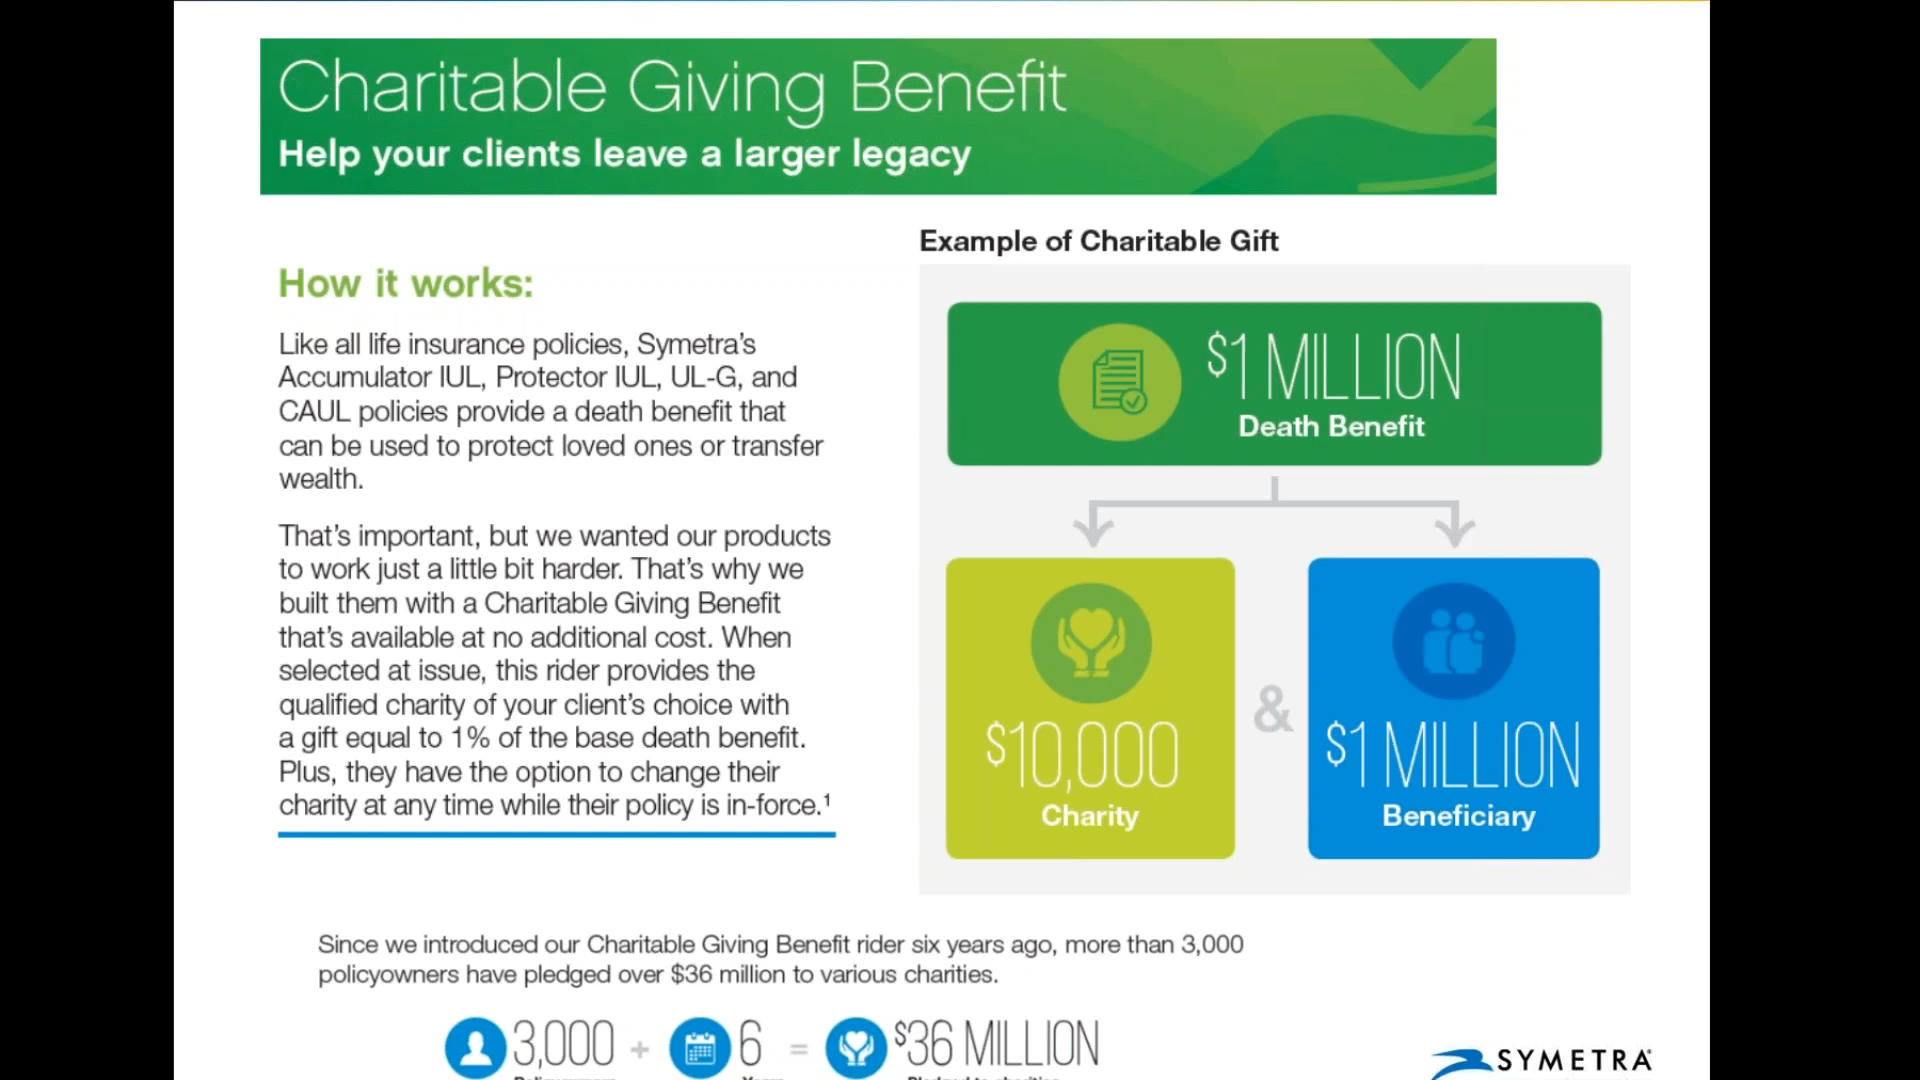 Charitable Giving Benefit
Help your clients leave a larger legacy
How it works:
Like all life insurance policies, Symetra's
Accumulator IUL, Protector IUL, UL-G, and
CAUL policies provide a death benefit that
can be used to protect loved ones or transfer
wealth.
That's important, but we wanted our products
to work just a little bit harder. That's why we
built them with a Charitable Giving Benefit
that's available at no additional cost. When
selected at issue, this rider provides the
qualified charity of your client's choice with
a gift equal to 1% of the base death benefit.
Plus, they have the option to change their
charity at any time while their policy is in-force.¹
Example of Charitable Gift
$1 MILLION
Death Benefit
$10,000
Charity
&
$1 MILLION
Beneficiary
Since we introduced our Charitable Giving Benefit rider six years ago, more than 3,000
policyowners have pledged over $36 million to various charities.
3,000 + 6 = $36 MILLION
SYMETRA